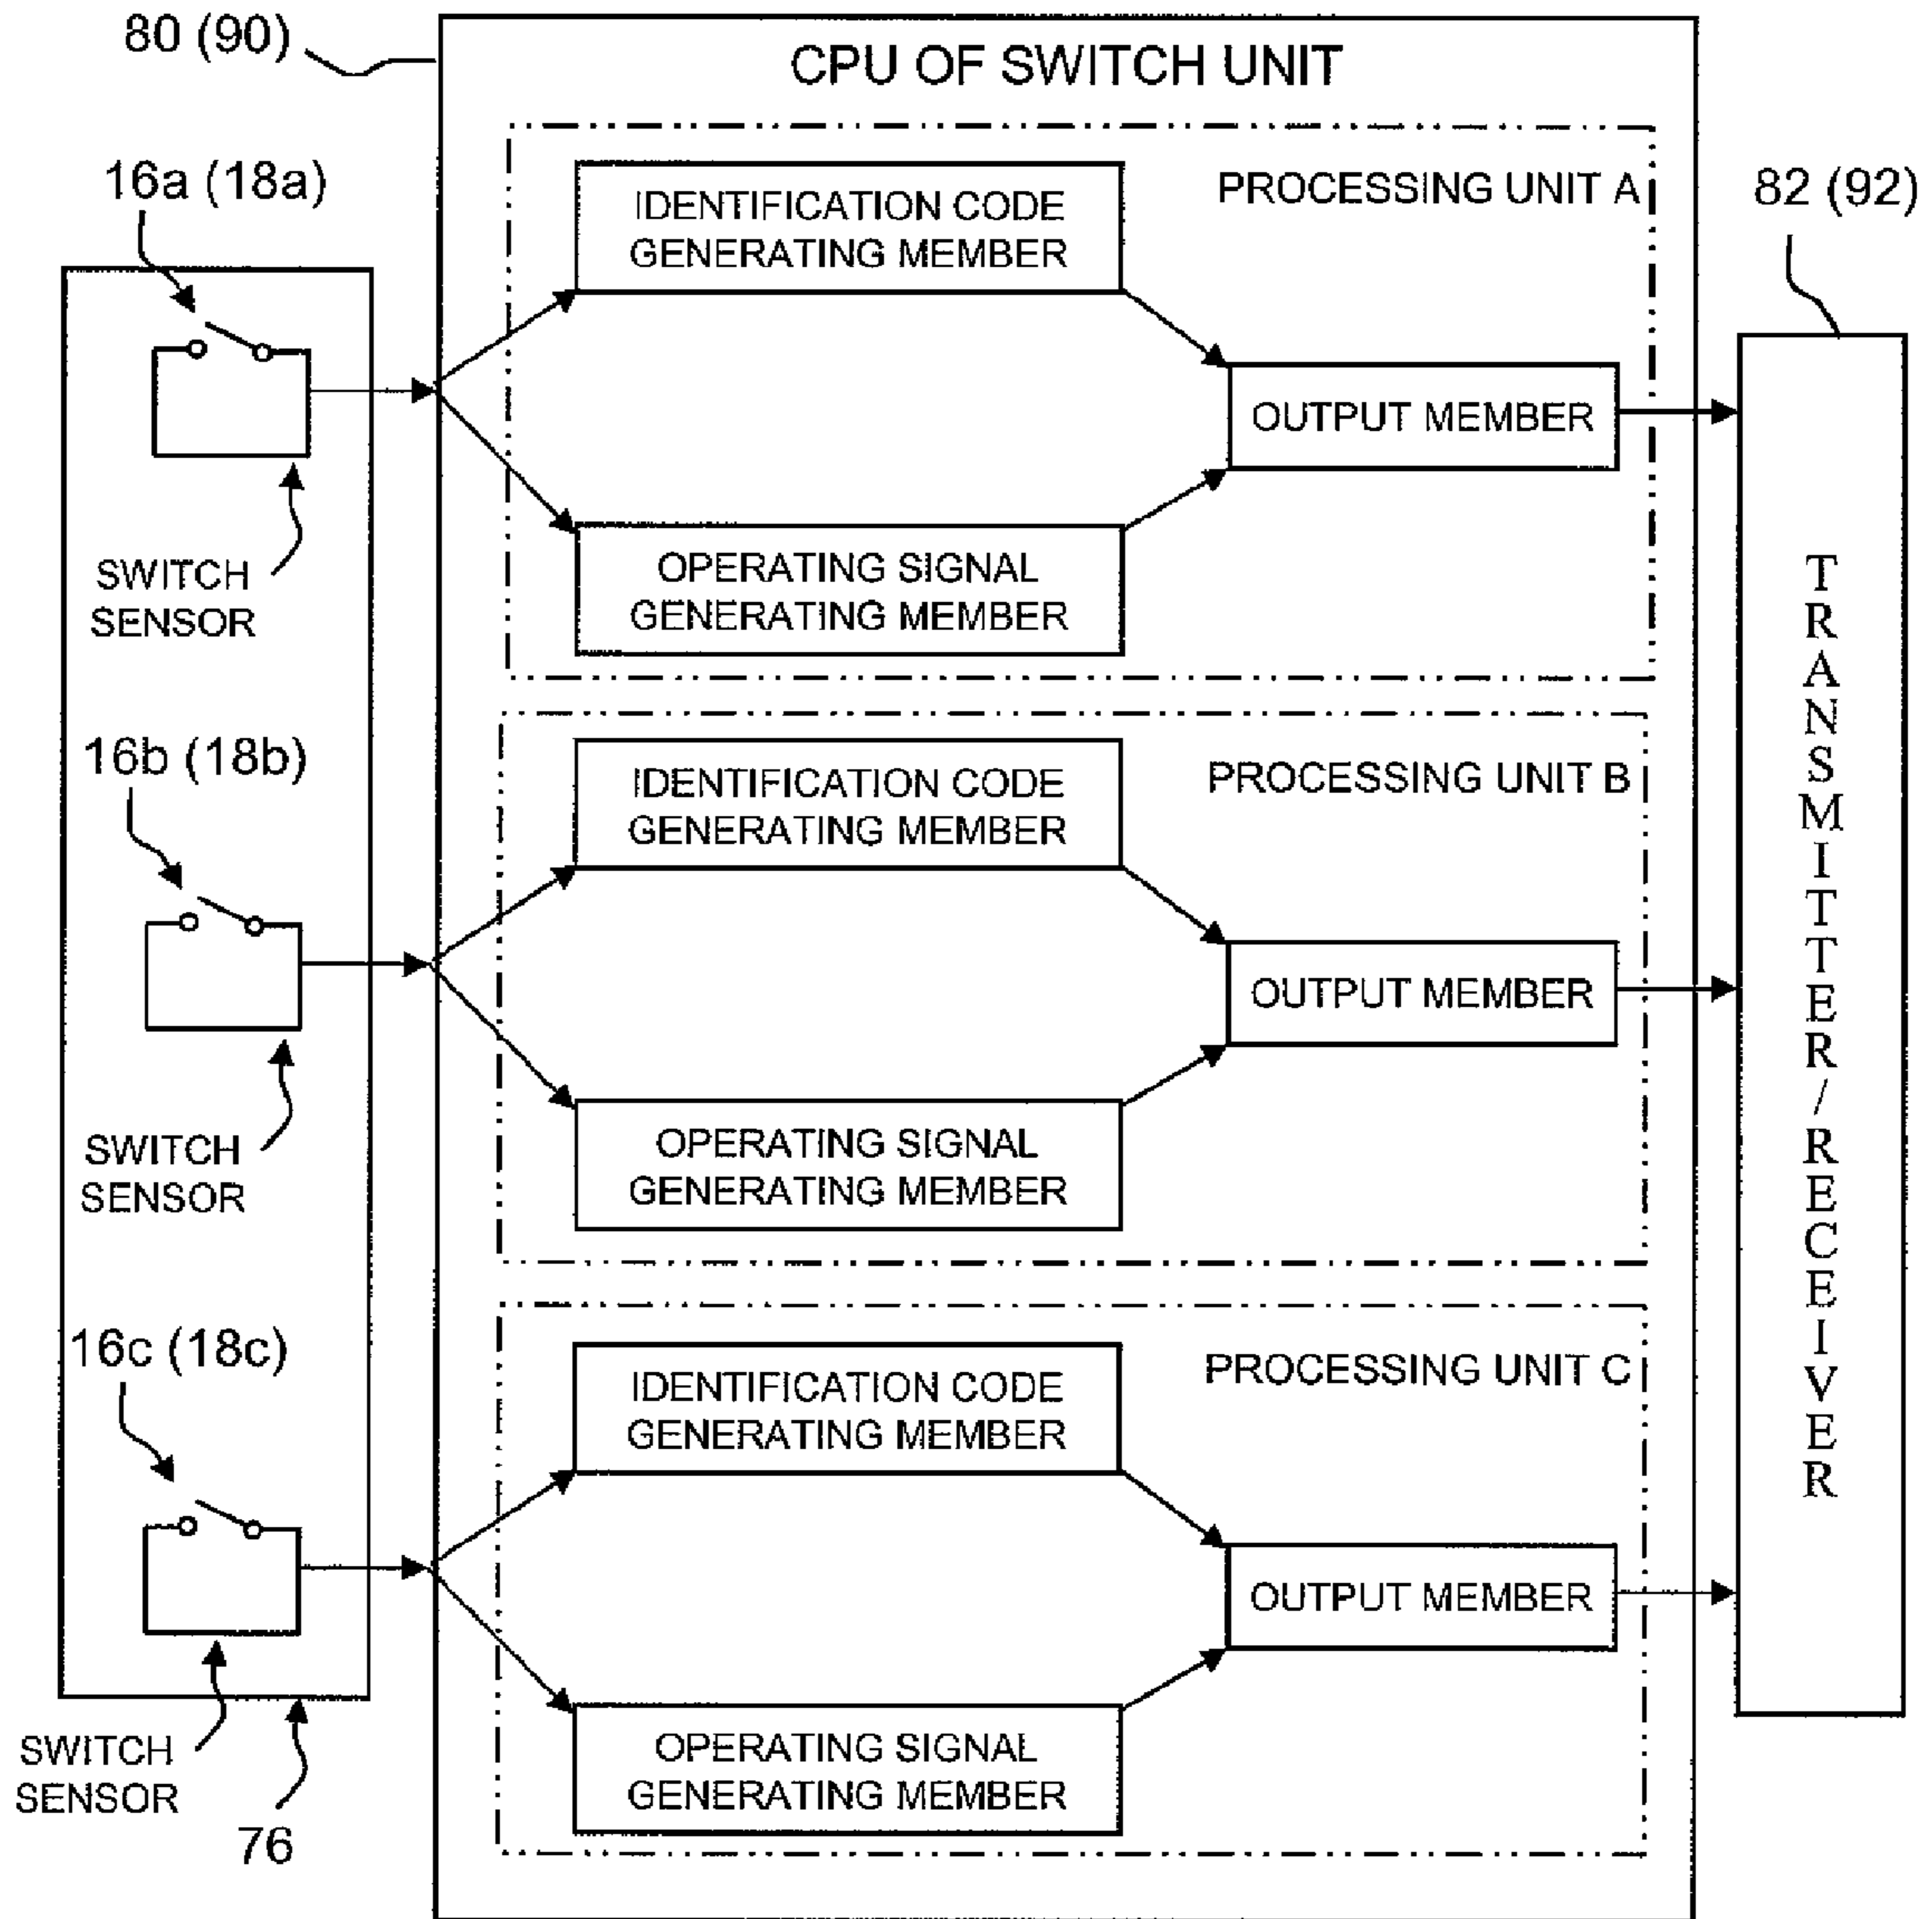 80 (90)
CPU OF SWITCH UNIT
16a (18a)
IDENTIFICATION CODE
GENERATING MEMBER
PROCESSING UNIT A
82 (92)
OUTPUT MEMBER
SWITCH
SENSOR
OPERATING SIGNAL
GENERATING MEMBER
16b (18b)
IDENTIFICATION CODE
GENERATING MEMBER
PROCESSING UNIT B
OUTPUT MEMBER
SWITCH
SENSOR
OPERATING SIGNAL
GENERATING MEMBER
16c (18c)
IDENTIFICATION CODE
GENERATING MEMBER
PROCESSING UNIT C
OUTPUT MEMBER
SWITCH
SENSOR
OPERATING SIGNAL
GENERATING MEMBER
76
TRANSMITTER/RECEIVER